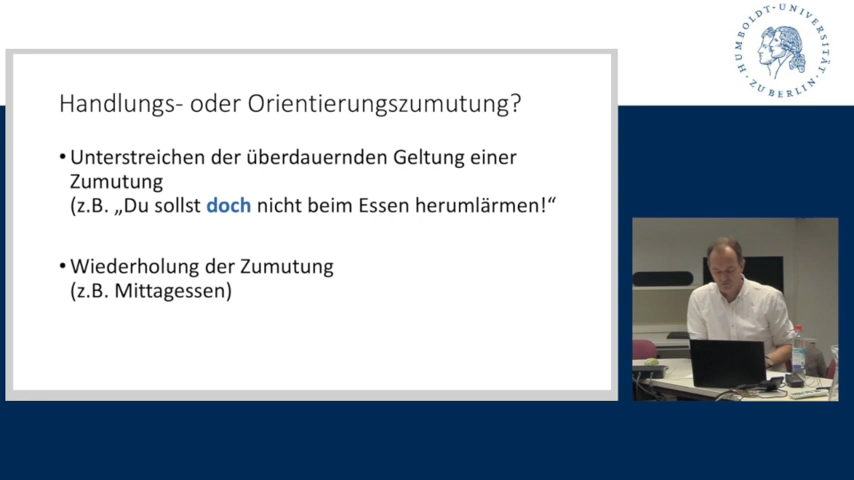 Handlungs- oder Orientierungszumutung?
• Unterstreichen der überdauernden Geltung einer
Zumutung
(z.B. „Du sollst doch nicht beim Essen herumlärmen!“
• Wiederholung der Zumutung
(z.B. Mittagessen)
HUMBOLDT-UNIVERSITÄT
ZU BERLIN